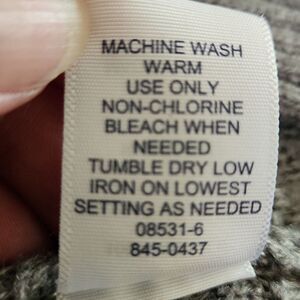 MACHINE WASH
WARM
USE ONLY
NON-CHLORINE
BLEACH WHEN
NEEDED
TUMBLE DRY LOW
IRON ON LOWEST
SETTING AS NEEDED
08531-6
845-0437